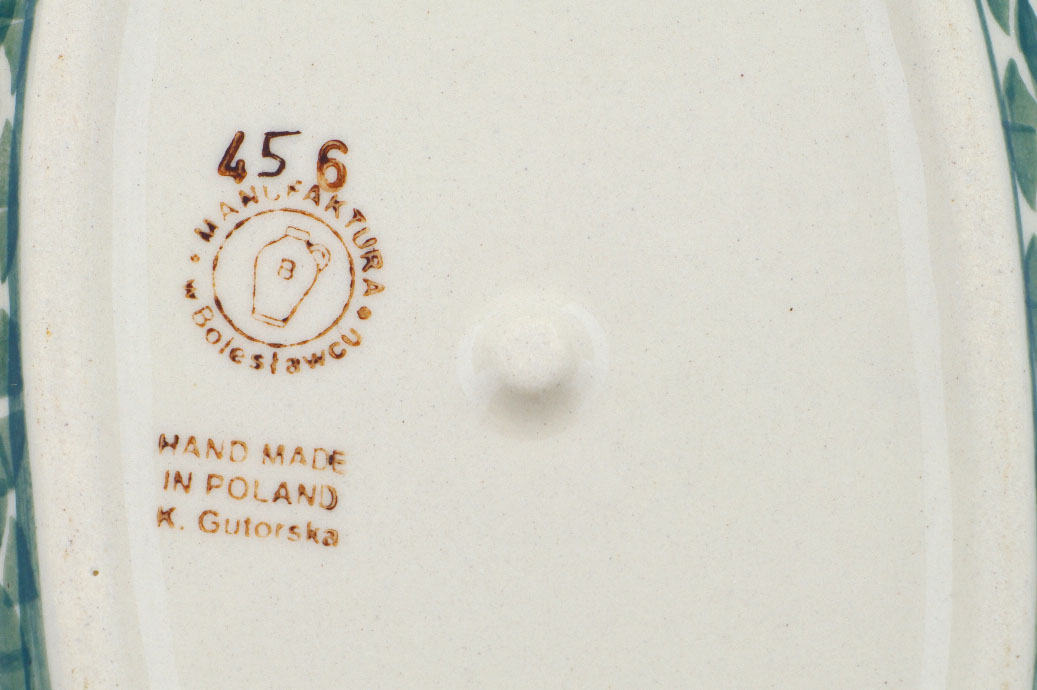 456
MANUFAKTURA
w Bolesławcu
B
HAND MADE
IN POLAND
K. Gutorska